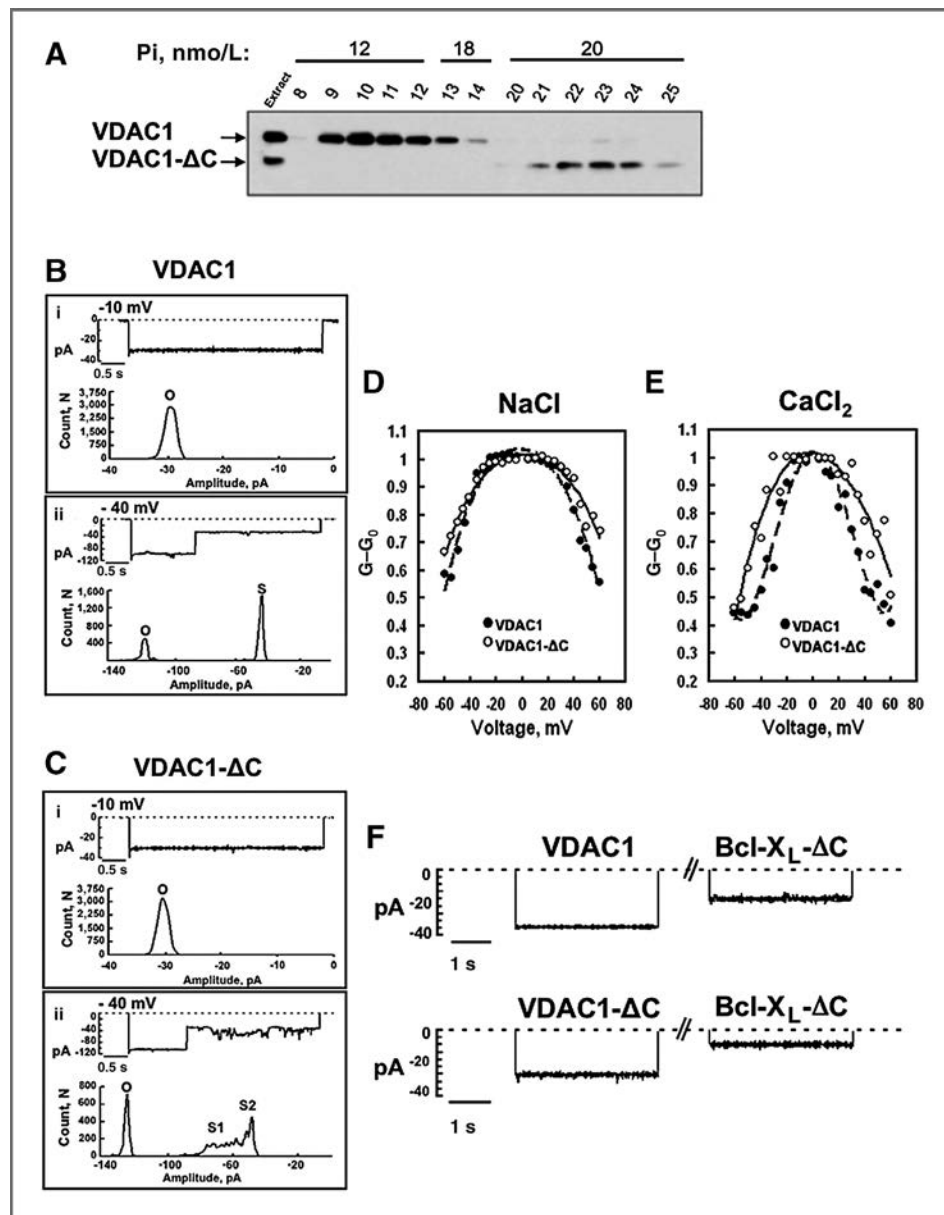 A
Pi, nmo/L: 12 18 20
Extract 8 9 10 11 12 13 14 20 21 22 23 24 25
VDAC1
VDAC1-ΔC
B VDAC1
i -10 mV
0
-20
-40
pA
0.5 s
Count, N
3,750
3,000
2,250
1,500
750
0
O
-40 -30 -20 -10 0
Amplitude, pA
ii - 40 mV
0
-40
-80
-120
pA
0.5 s
Count, N
1,600
1,200
800
400
O S
-140 -100 -60 -20
Amplitude, pA
C VDAC1-ΔC
i -10 mV
0
-20
-40
pA
0.5 s
Count, N
3,750
3,000
2,250
1,500
750
0
O
-40 -30 -20 -10 0
Amplitude, pA
ii - 40 mV
0
-40
-80
-120
pA
0.5 s
Count, N
800
600
400
200
0
O S1 S2
-140 -100 -60 -20
Amplitude, pA
D NaCl
G–G0
1.1
1
0.9
0.8
0.7
0.6
0.5
0.4
0.3
0.2
VDAC1
VDAC1-ΔC
-80 -60 -40 -20 0 20 40 60 80
Voltage, mV
E CaCl2
G–G0
1.1
1
0.9
0.8
0.7
0.6
0.5
0.4
0.3
0.2
VDAC1
VDAC1-ΔC
-80 -60 -40 -20 0 20 40 60 80
Voltage, mV
F
VDAC1 Bcl-XL-ΔC
0
-20
-40
pA
1 s
VDAC1-ΔC Bcl-XL-ΔC
0
-20
-40
pA
1 s